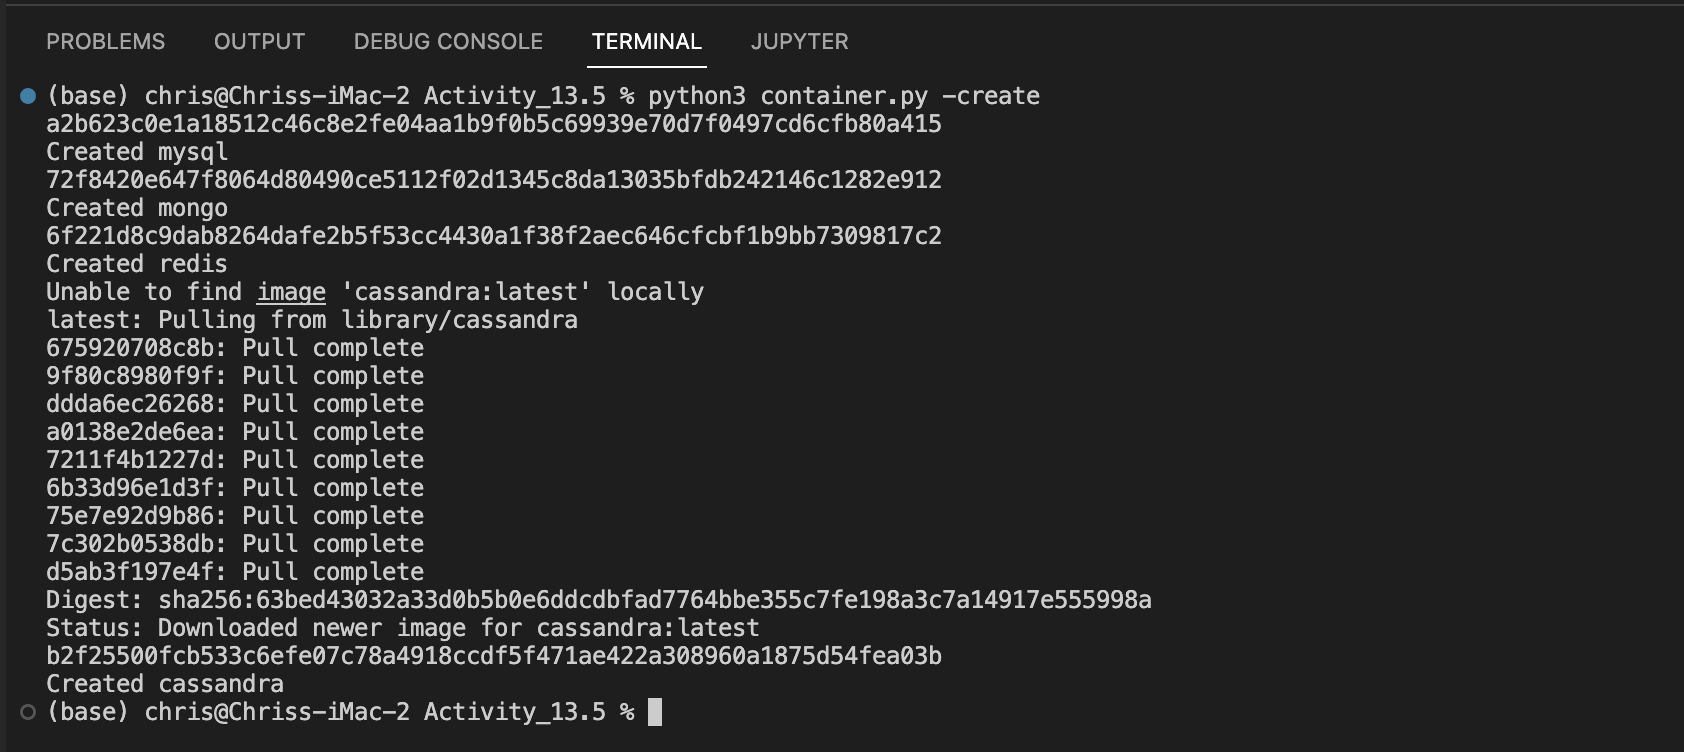 PROBLEMS OUTPUT DEBUG CONSOLE TERMINAL JUPYTER
(base) chris@Chriss-iMac-2 Activity_13.5 % python3 container.py -create
a2b623c0e1a18512c46c8e2fe04aa1b9f0b5c69939e70d7f0497cd6cfb80a415
Created mysql
72f8420e647f8064d80490ce5112f02d1345c8da13035bfdb242146c1282e912
Created mongo
6f221d8c9dab8264dafe2b5f53cc4430a1f38f2aec646cfcbf1b9bb7309817c2
Created redis
Unable to find image 'cassandra:latest' locally
latest: Pulling from library/cassandra
675920708c8b: Pull complete
9f80c8980f9f: Pull complete
ddda6ec26268: Pull complete
a0138e2de6ea: Pull complete
7211f4b1227d: Pull complete
6b33d96e1d3f: Pull complete
75e7e92d9b86: Pull complete
7c302b0538db: Pull complete
d5ab3f197e4f: Pull complete
Digest: sha256:63bed43032a33d0b5b0e6ddcdbfad7764bbe355c7fe198a3c7a14917e555998a
Status: Downloaded newer image for cassandra:latest
b2f25500fcb533c6efe07c78a4918ccdf5f471ae422a308960a1875d54fea03b
Created cassandra
(base) chris@Chriss-iMac-2 Activity_13.5 %